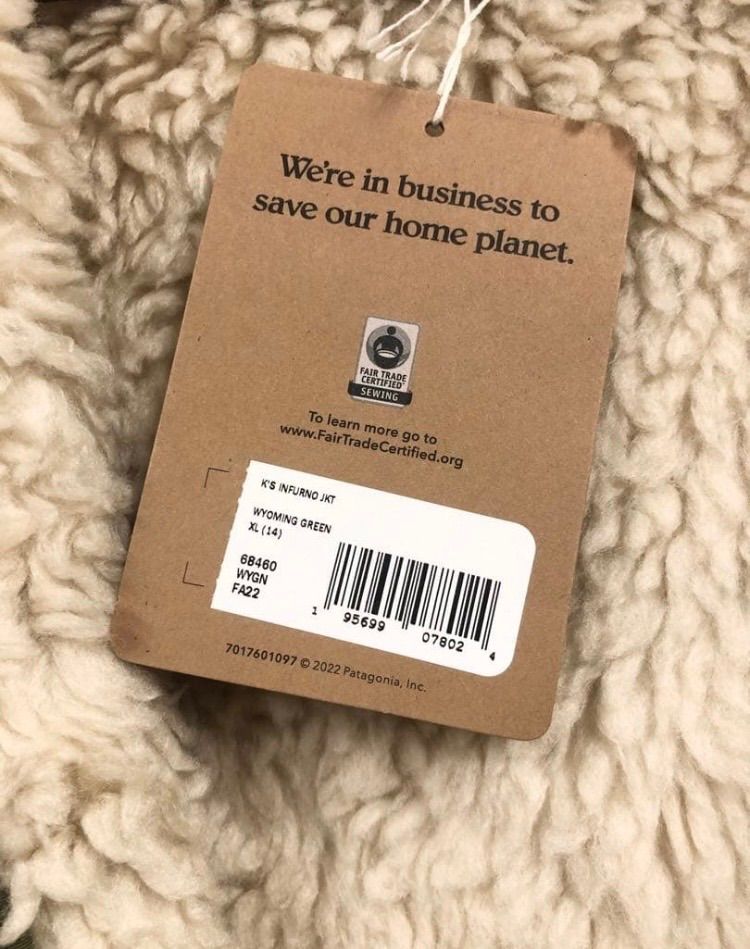 We're in business to
save our home planet.
FAIR TRADE
CERTIFIED
SEWING
To learn more go to
www.FairTradeCertified.org
K'S INFURNO JKT
WYOMING GREEN
XL (14)
68460
WYGN
FA22
1 95699 07802 4
7017601097 © 2022 Patagonia, Inc.